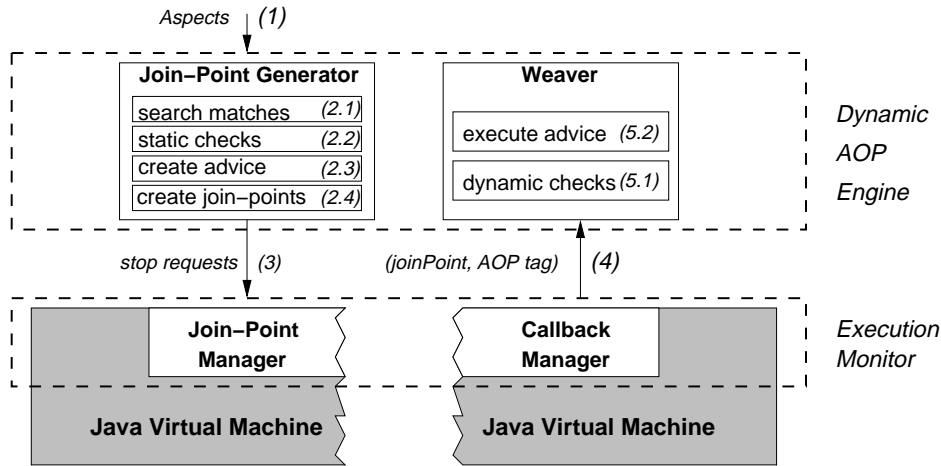 Aspects (1)
Join−Point Generator
search matches (2.1)
static checks (2.2)
create advice (2.3)
create join−points (2.4)
Weaver
execute advice (5.2)
dynamic checks (5.1)
Dynamic
AOP
Engine
stop requests (3)
(joinPoint, AOP tag) (4)
Join−Point
Manager
Callback
Manager
Execution
Monitor
Java Virtual Machine
Java Virtual Machine